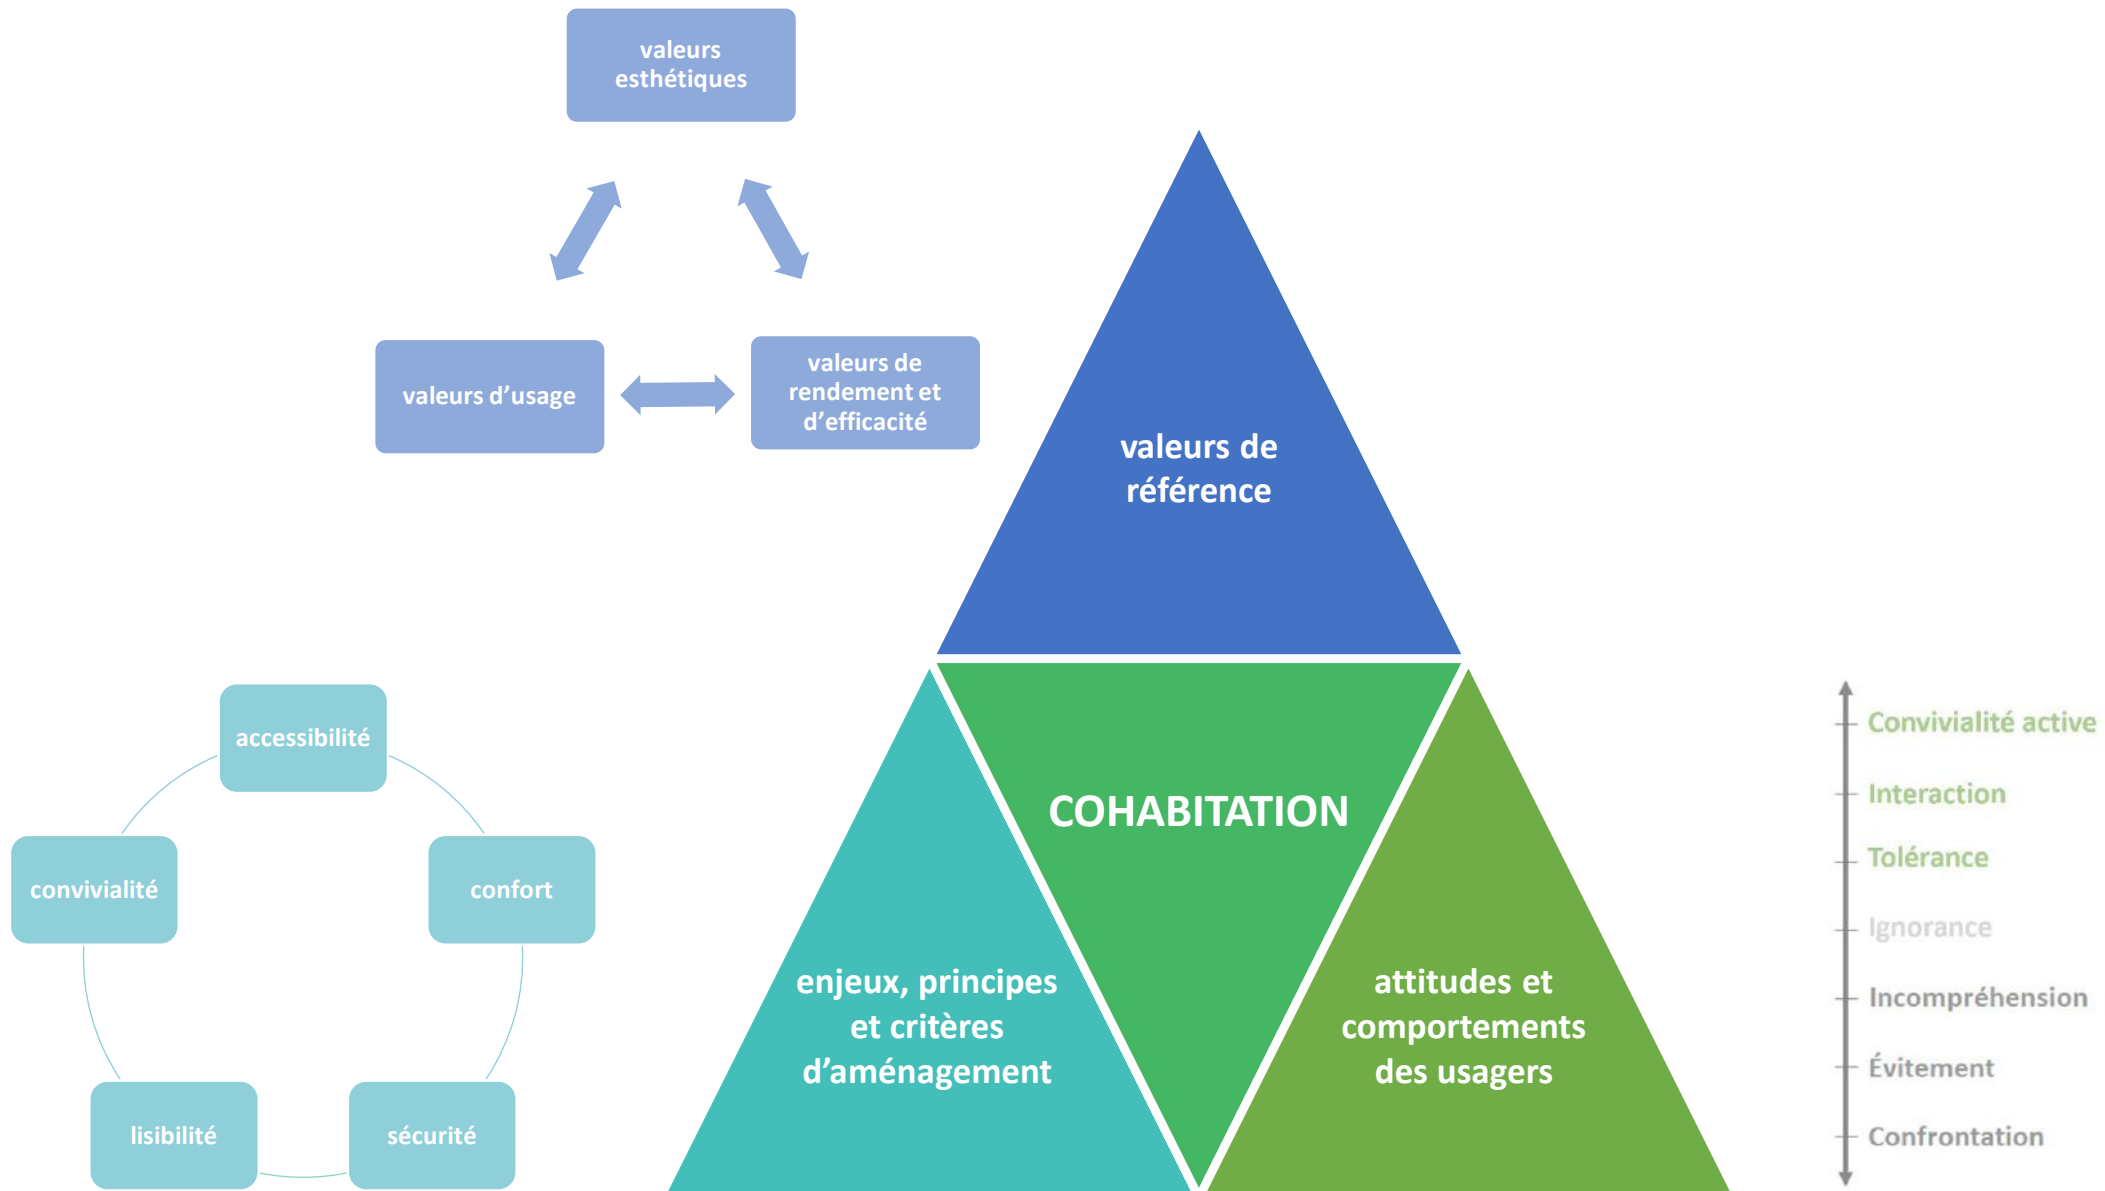 valeurs
esthétiques
valeurs d’usage
valeurs de
rendement et
d’efficacité
valeurs de
référence
accessibilité
convivialité
confort
lisibilité
sécurité
COHABITATION
enjeux, principes
et critères
d’aménagement
attitudes et
comportements
des usagers
Convivialité active
Interaction
Tolérance
Ignorance
Incompréhension
Évitement
Confrontation